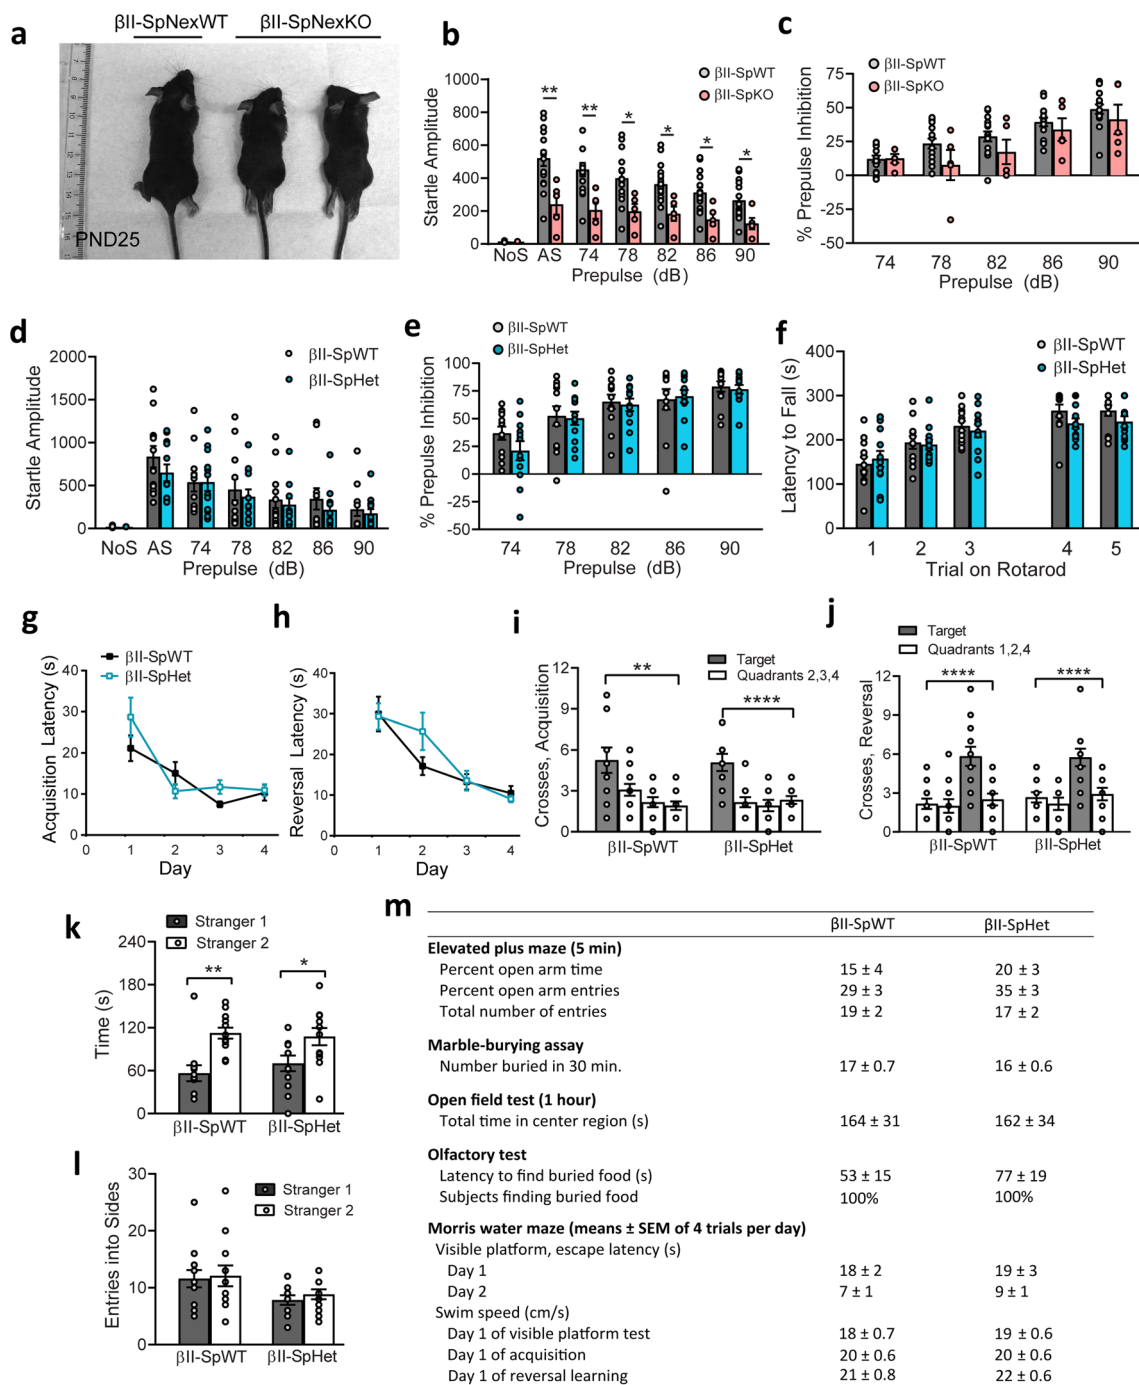 a
βII-SpNexWT
βII-SpNexKO
PND25
b
βII-SpWT
βII-SpKO
Startle Amplitude
1000
800
600
400
200
0
** ** * * * *
NoS AS 74 78 82 86 90
Prepulse (dB)
c
βII-SpWT
βII-SpKO
% Prepulse Inhibition
75
50
25
0
-25
-50
74 78 82 86 90
Prepulse (dB)
d
βII-SpWT
βII-SpHet
Startle Amplitude
2000
1500
1000
500
0
NoS AS 74 78 82 86 90
Prepulse (dB)
e
βII-SpWT
βII-SpHet
% Prepulse Inhibition
100
75
50
25
0
-25
-50
74 78 82 86 90
Prepulse (dB)
f
βII-SpWT
βII-SpHet
Latency to Fall (s)
400
300
200
100
0
1 2 3 4 5
Trial on Rotarod
g
βII-SpWT
βII-SpHet
Acquisition Latency (s)
40
30
20
10
0
0 1 2 3 4
Day
h
Reversal Latency (s)
40
30
20
10
0
0 1 2 3 4
Day
i
Target
Quadrants 2,3,4
Crosses, Acquisition
12
9
6
3
0
** ****
βII-SpWT βII-SpHet
j
Target
Quadrants 1,2,4
Crosses, Reversal
12
9
6
3
0
**** ****
βII-SpWT βII-SpHet
k
Stranger 1
Stranger 2
Time (s)
240
180
120
60
0
** *
βII-SpWT βII-SpHet
l
Stranger 1
Stranger 2
Entries into Sides
30
20
10
0
βII-SpWT βII-SpHet
m
βII-SpWT βII-SpHet
Elevated plus maze (5 min)
Percent open arm time 15 ± 4 20 ± 3
Percent open arm entries 29 ± 3 35 ± 3
Total number of entries 19 ± 2 17 ± 2
Marble-burying assay
Number buried in 30 min. 17 ± 0.7 16 ± 0.6
Open field test (1 hour)
Total time in center region (s) 164 ± 31 162 ± 34
Olfactory test
Latency to find buried food (s) 53 ± 15 77 ± 19
Subjects finding buried food 100% 100%
Morris water maze (means ± SEM of 4 trials per day)
Visible platform, escape latency (s)
Day 1 18 ± 2 19 ± 3
Day 2 7 ± 1 9 ± 1
Swim speed (cm/s)
Day 1 of visible platform test 18 ± 0.7 19 ± 0.6
Day 1 of acquisition 20 ± 0.6 20 ± 0.6
Day 1 of reversal learning 21 ± 0.8 22 ± 0.6